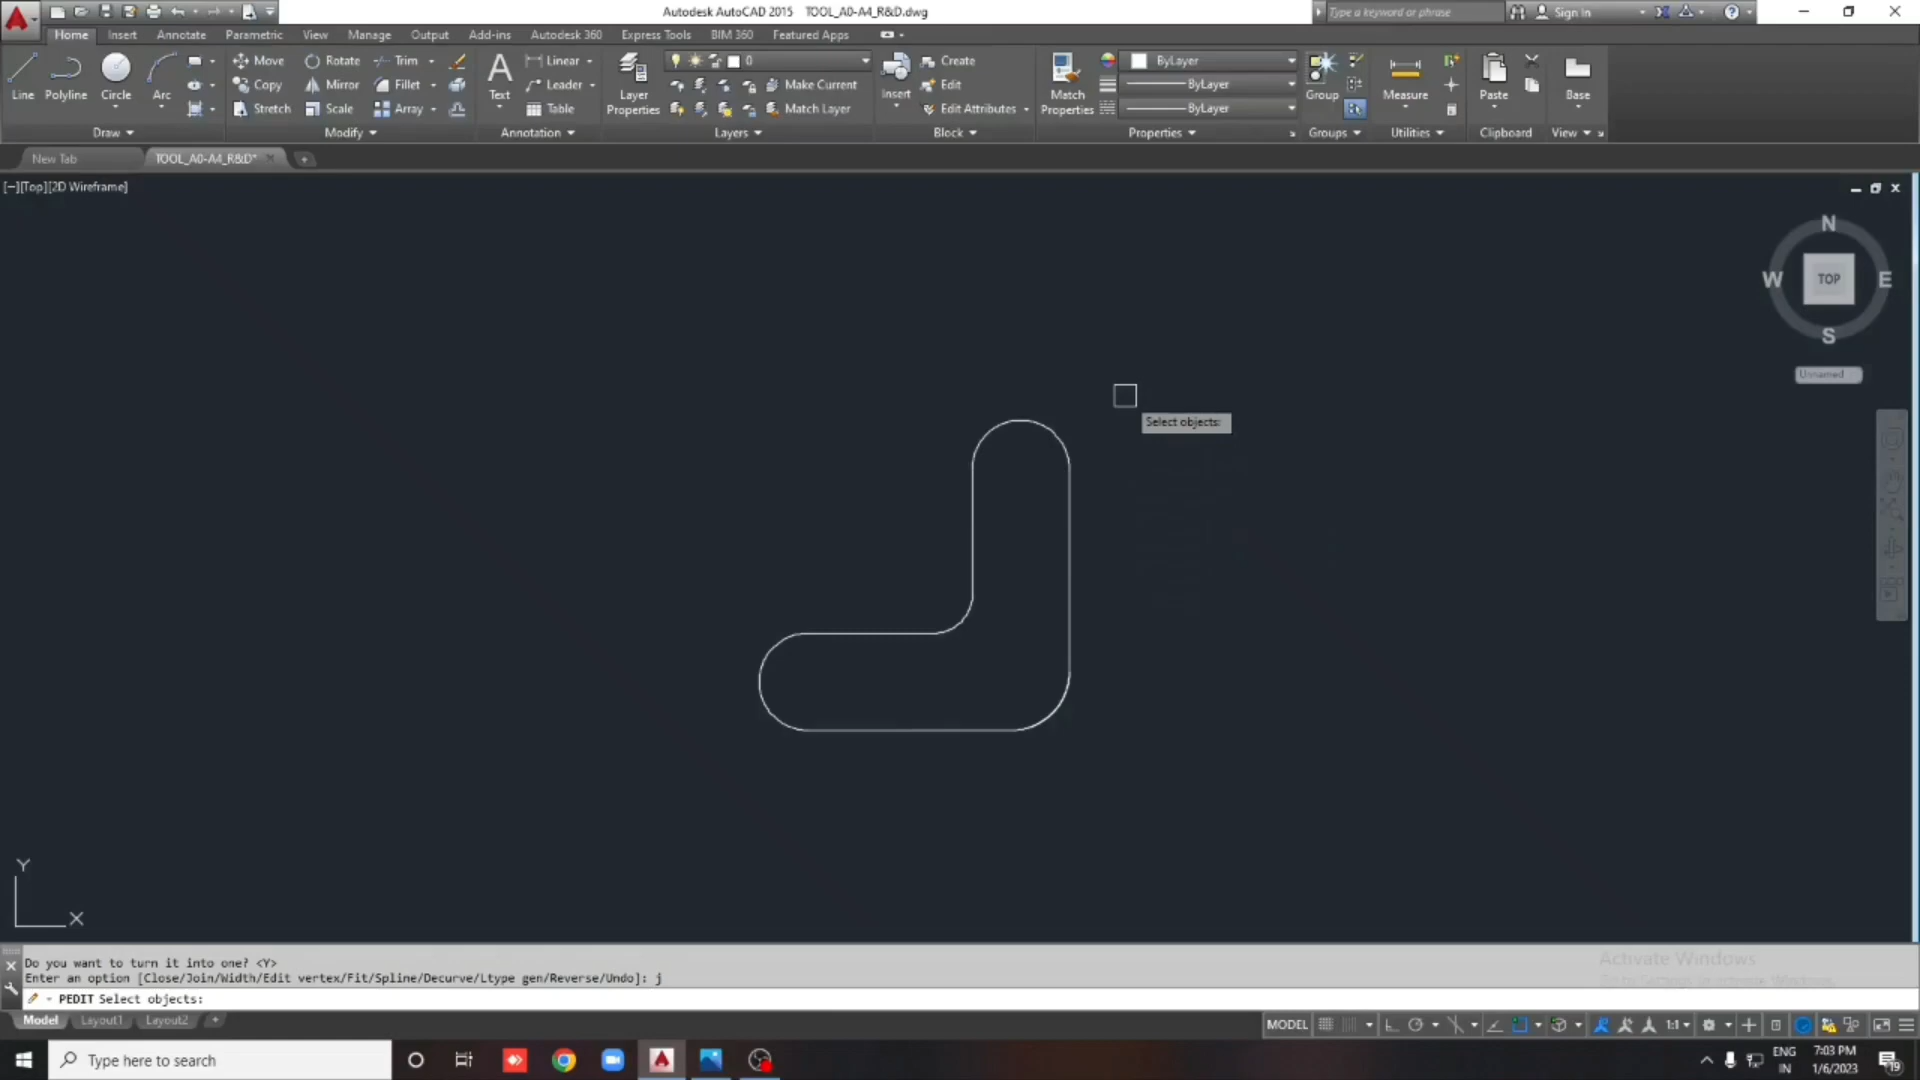 Autodesk AutoCAD 2015 TOOL_A0-A4_R&D.dwg
Type a keyword or phrase
Sign In
Home Insert Annotate Parametric View Manage Output Add-ins Autodesk 360 Express Tools BIM 360 Featured Apps
Line Polyline Circle Arc
Move Rotate Trim
Copy Mirror Fillet
Stretch Scale Array
Text
Linear
Leader
Table
Layer Properties
0
Make Current
Match Layer
Insert
Create
Edit
Edit Attributes
Match Properties
ByLayer
ByLayer
ByLayer
Group
Measure
Paste
Base
Draw Modify Annotation Layers Block Properties Groups Utilities Clipboard View
New Tab TOOL_A0-A4_R&D*
[−][Top][2D Wireframe]
N
W TOP E
S
Unnamed
Select objects:
Y
X
Do you want to turn it into one? <Y>
Enter an option [Close/Join/Width/Edit vertex/Fit/Spline/Decurve/Ltype gen/Reverse/Undo]: j
PEDIT Select objects:
Activate Windows
Model Layout1 Layout2 +
MODEL 1:1
Type here to search
ENG
IN
7:03 PM
1/6/2023
19